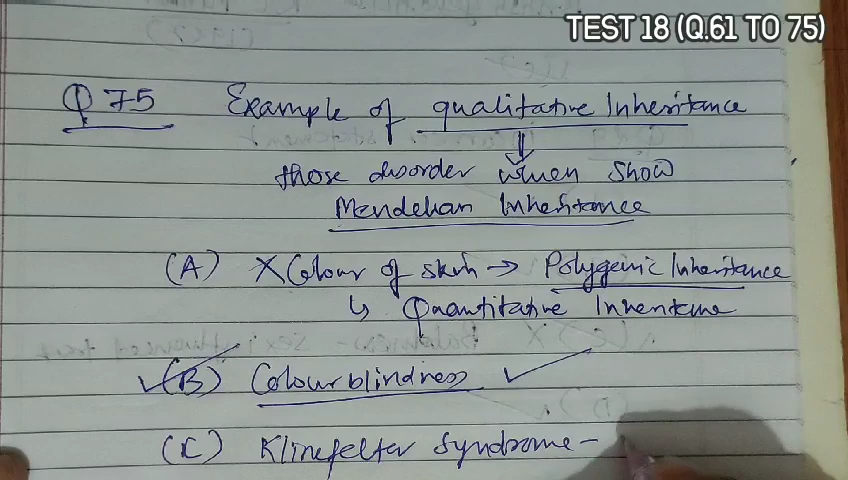 TEST 18 (Q.61 TO 75)
Q 75 Example of qualitative Inheritance
those disorder which show
Mendelian Inheritance
(A) X Colour of skin → Polygenic Inheritance
↳ Quantitative Inheritance
✓(B) Colourblindness ✓
(C) Klinefelter Syndrome -